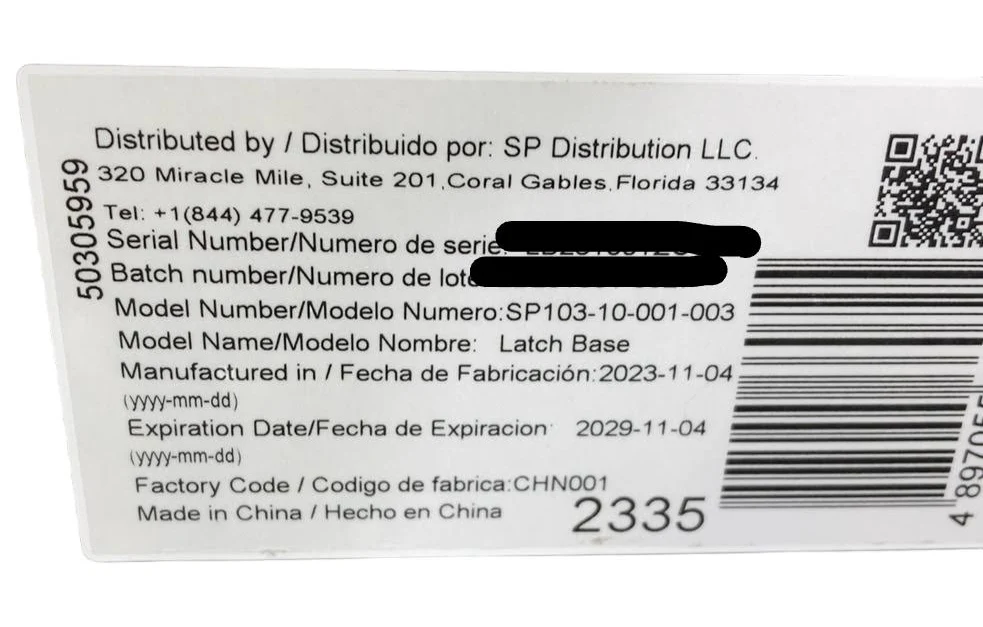 Distributed by / Distribuido por: SP Distribution LLC.
320 Miracle Mile, Suite 201,Coral Gables,Florida 33134
Tel: +1(844) 477-9539
Serial Number/Numero de serie:
Batch number/Numero de lote
Model Number/Modelo Numero:SP103-10-001-003
Model Name/Modelo Nombre: Latch Base
Manufactured in / Fecha de Fabricación:2023-11-04
(yyyy-mm-dd)
Expiration Date/Fecha de Expiracion: 2029-11-04
(yyyy-mm-dd)
Factory Code / Codigo de fabrica:CHN001
Made in China / Hecho en China
2335
50305959
4 897055